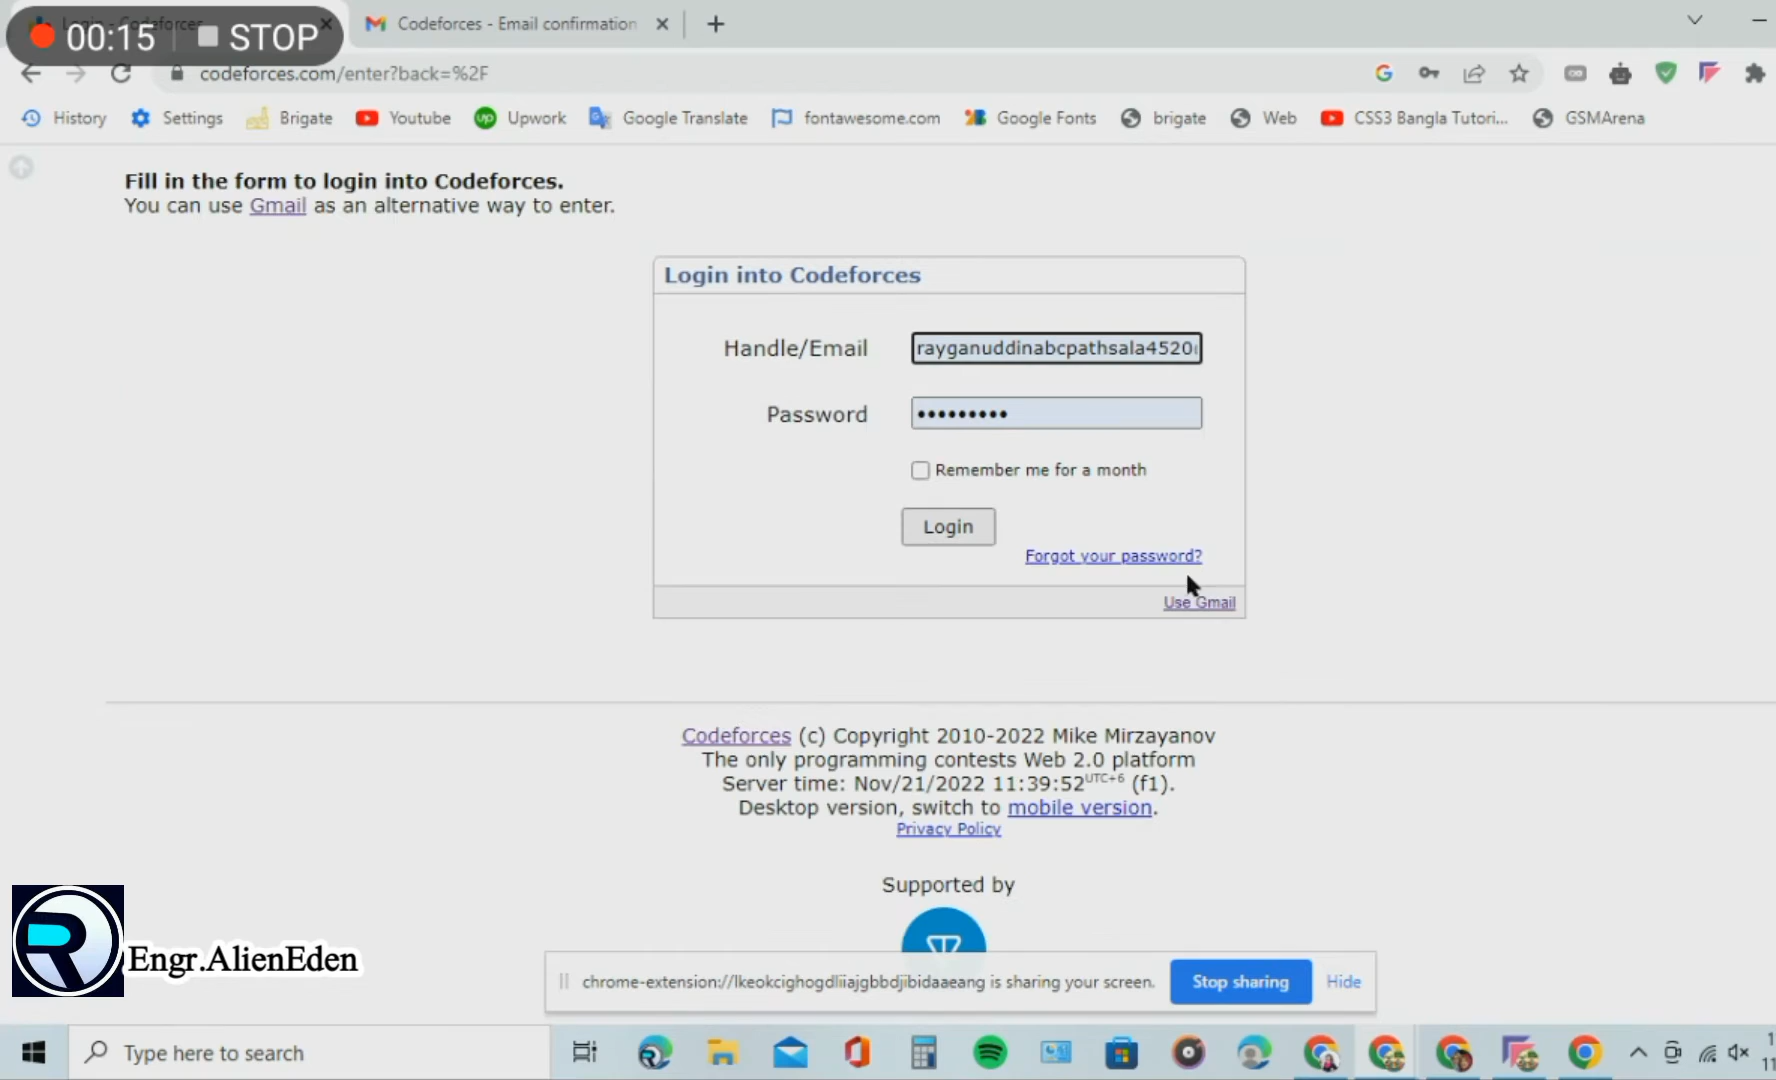 00:15 STOP
Codeforces - Email confirmation
codeforces.com/enter?back=%2F
History Settings Brigate Youtube Upwork Google Translate fontawesome.com Google Fonts brigate Web CSS3 Bangla Tutori... GSMArena
Fill in the form to login into Codeforces.
You can use Gmail as an alternative way to enter.
Login into Codeforces
Handle/Email rayganuddinabcpathsala4520
Password •••••••••
Remember me for a month
Login
Forgot your password?
Use Gmail
Codeforces (c) Copyright 2010-2022 Mike Mirzayanov
The only programming contests Web 2.0 platform
Server time: Nov/21/2022 11:39:52 UTC+6 (f1).
Desktop version, switch to mobile version.
Privacy Policy
Supported by
Engr.AlienEden
chrome-extension://lkeokcighogdliiajgbbdjibidaaeang is sharing your screen. Stop sharing Hide
Type here to search